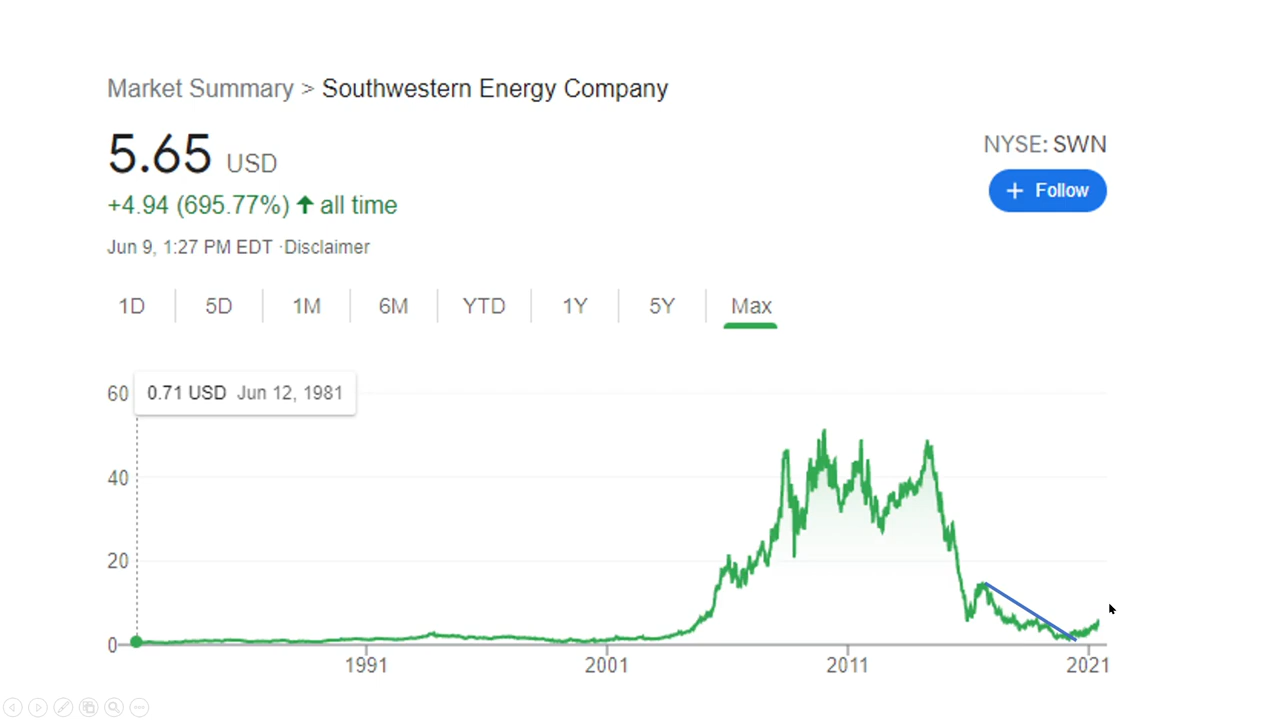 Market Summary > Southwestern Energy Company
5.65 USD
NYSE: SWN
+4.94 (695.77%) ↑ all time
+ Follow
Jun 9, 1:27 PM EDT · Disclaimer
1D 5D 1M 6M YTD 1Y 5Y Max
60
0.71 USD Jun 12, 1981
40
20
0
1991 2001 2011 2021